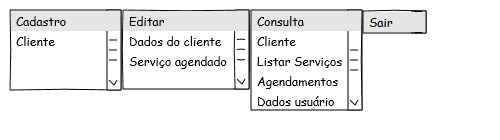 Cadastro
Cliente
Editar
Dados do cliente
Serviço agendado
Consulta
Cliente
Listar Serviços
Agendamentos
Dados usuário
Sair